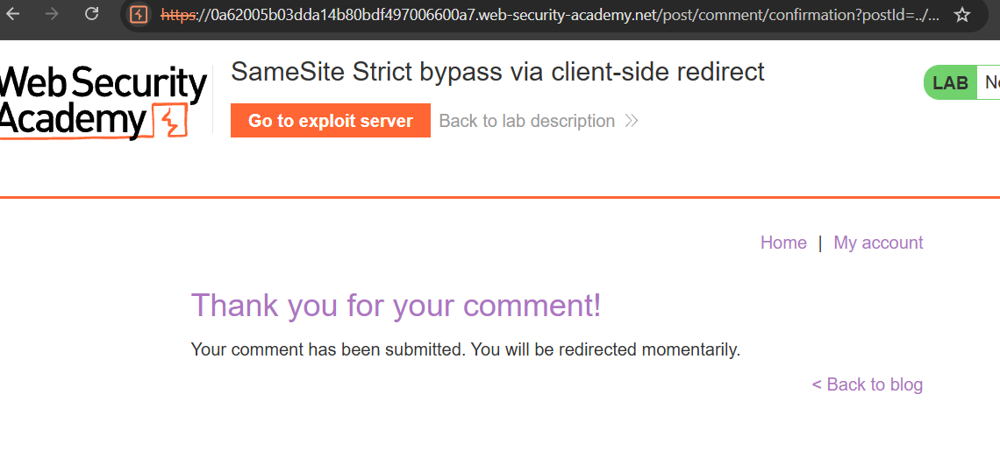 https://0a62005b03dda14b80bdf497006600a7.web-security-academy.net/post/comment/confirmation?postId=../...
Web Security
Academy
SameSite Strict bypass via client-side redirect
Go to exploit server
Back to lab description
LAB
Home | My account
Thank you for your comment!
Your comment has been submitted. You will be redirected momentarily.
< Back to blog